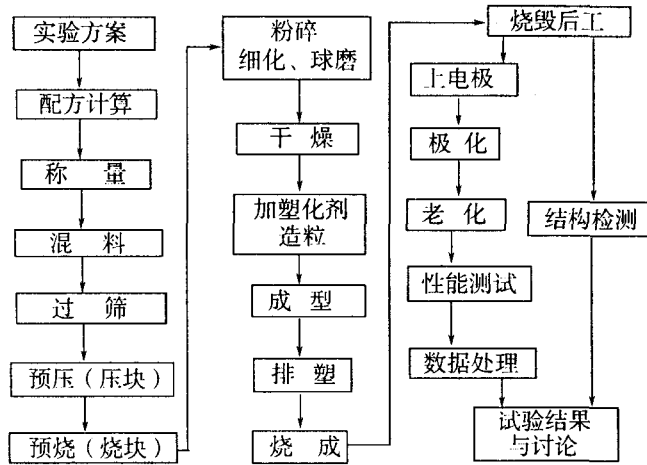 实验方案
配方计算
称 量
混 料
过 筛
预压(压块)
预烧(烧块)
粉碎
细化、球磨
干 燥
加塑化剂
造粒
成 型
排 塑
烧 成
烧毁后工
上电极
极 化
老 化
性能测试
数据处理
结构检测
试验结果
与讨论